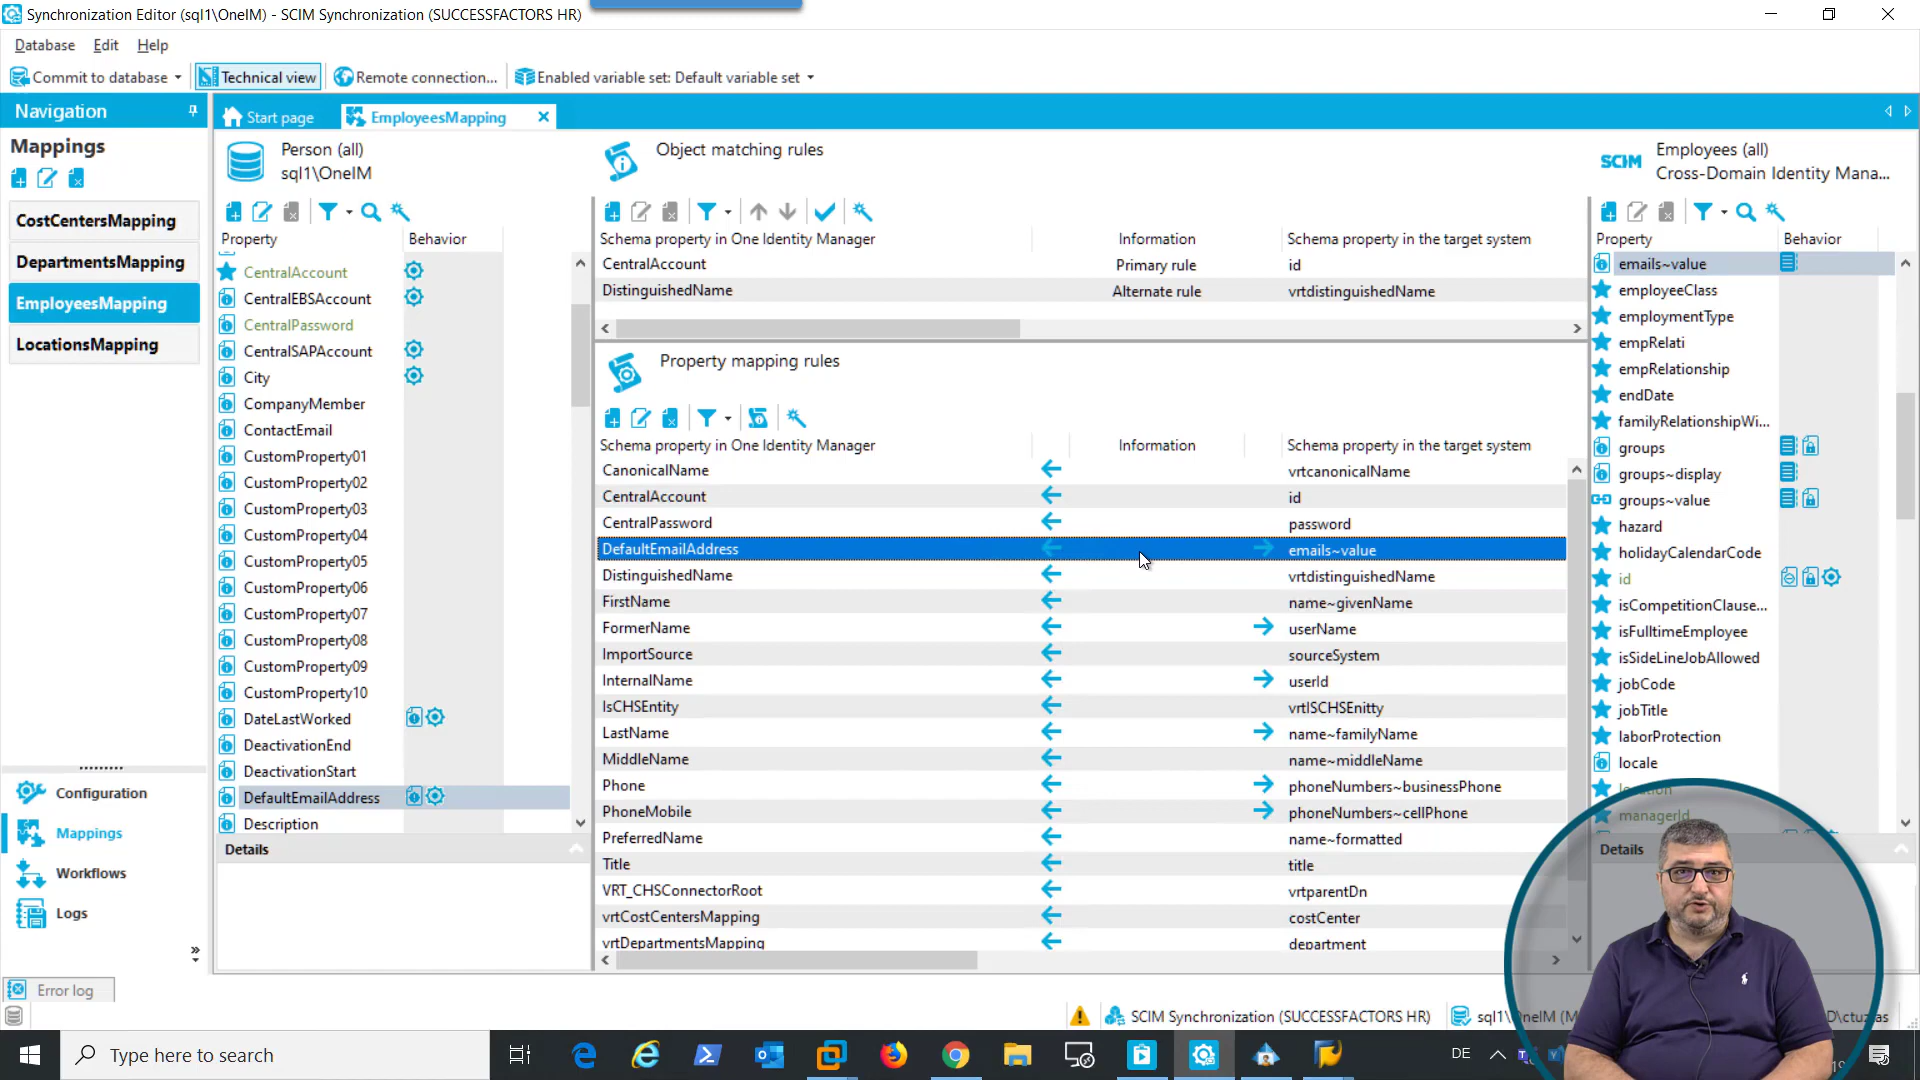 Synchronization Editor (sql1\OneIM) - SCIM Synchronization (SUCCESSFACTORS HR)
Database Edit Help
Commit to database Technical view Remote connection... Enabled variable set: Default variable set
Navigation
Mappings
CostCentersMapping
DepartmentsMapping
EmployeesMapping
LocationsMapping
Configuration
Mappings
Workflows
Logs
Error log
Start page EmployeesMapping
Person (all)
sql1\OneIM
Property Behavior
CentralAccount
CentralEBSAccount
CentralPassword
CentralSAPAccount
City
CompanyMember
ContactEmail
CustomProperty01
CustomProperty02
CustomProperty03
CustomProperty04
CustomProperty05
CustomProperty06
CustomProperty07
CustomProperty08
CustomProperty09
CustomProperty10
DateLastWorked
DeactivationEnd
DeactivationStart
DefaultEmailAddress
Description
Details
Object matching rules
Schema property in One Identity Manager Information Schema property in the target system
CentralAccount Primary rule id
DistinguishedName Alternate rule vrtdistinguishedName
Property mapping rules
Schema property in One Identity Manager Information Schema property in the target system
CanonicalName vrtcanonicalName
CentralAccount id
CentralPassword password
DefaultEmailAddress emails~value
DistinguishedName vrtdistinguishedName
FirstName name~givenName
FormerName userName
ImportSource sourceSystem
InternalName userId
IsCHSEntity vrtISCHSEnitty
LastName name~familyName
MiddleName name~middleName
Phone phoneNumbers~businessPhone
PhoneMobile phoneNumbers~cellPhone
PreferredName name~formatted
Title title
VRT_CHSConnectorRoot vrtparentDn
vrtCostCentersMapping costCenter
vrtDepartmentsMapping department
SCIM
Employees (all)
Cross-Domain Identity Mana...
Property Behavior
emails~value
employeeClass
employmentType
empRelati
empRelationship
endDate
familyRelationshipWi...
groups
groups~display
groups~value
hazard
holidayCalendarCode
id
isCompetitionClause...
isFulltimeEmployee
isSideLineJobAllowed
jobCode
jobTitle
laborProtection
locale
location
managerId
Details
SCIM Synchronization (SUCCESSFACTORS HR)
Type here to search
DE